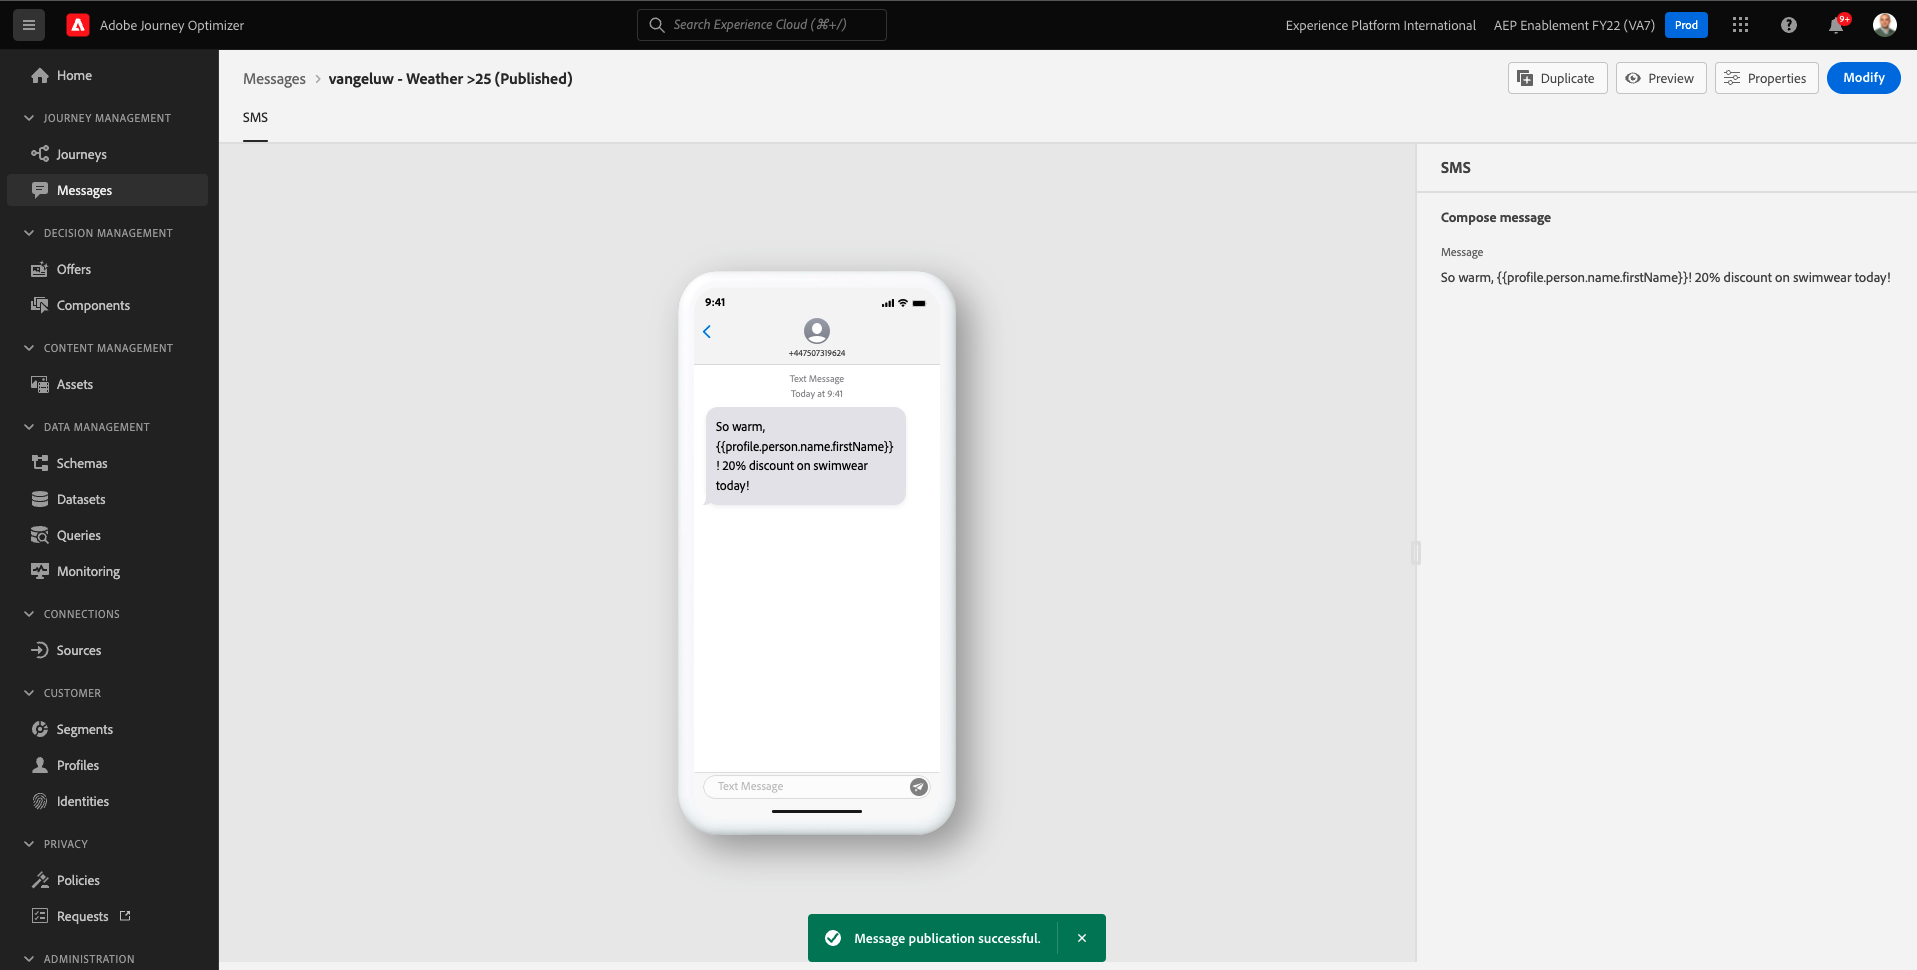 Adobe Journey Optimizer
Search Experience Cloud (⌘+/)
Experience Platform International
AEP Enablement FY22 (VA7)
Prod
9+
Home
JOURNEY MANAGEMENT
Journeys
Messages
DECISION MANAGEMENT
Offers
Components
CONTENT MANAGEMENT
Assets
DATA MANAGEMENT
Schemas
Datasets
Queries
Monitoring
CONNECTIONS
Sources
CUSTOMER
Segments
Profiles
Identities
PRIVACY
Policies
Requests
ADMINISTRATION
Messages > vangeluw - Weather >25 (Published)
Duplicate
Preview
Properties
Modify
SMS
9:41
+447507319624
Text Message
Today at 9:41
So warm,
{{profile.person.name.firstName}}
! 20% discount on swimwear
today!
Text Message
Message publication successful.
SMS
Compose message
Message
So warm, {{profile.person.name.firstName}}! 20% discount on swimwear today!